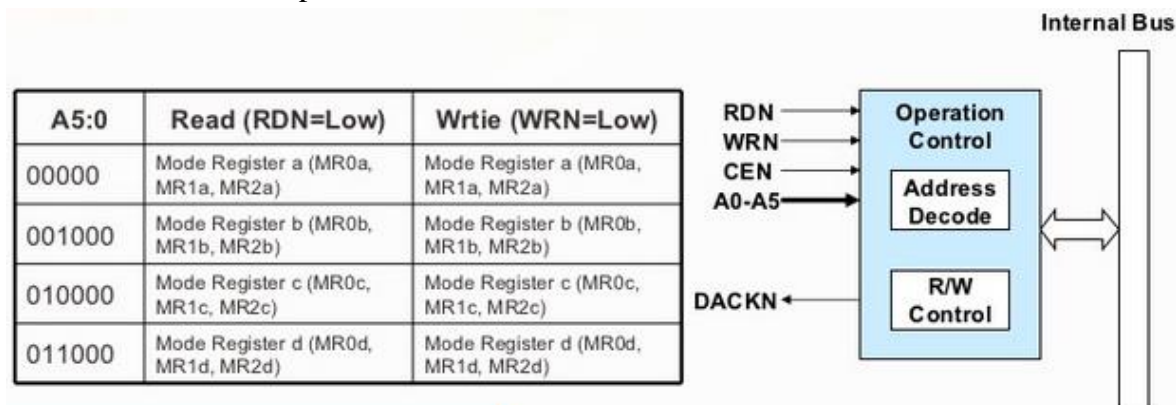 Internal Bus
A5:0 Read (RDN=Low) Wrtie (WRN=Low)
00000 Mode Register a (MR0a, MR1a, MR2a) Mode Register a (MR0a, MR1a, MR2a)
001000 Mode Register b (MR0b, MR1b, MR2b) Mode Register b (MR0b, MR1b, MR2b)
010000 Mode Register c (MR0c, MR1c, MR2c) Mode Register c (MR0c, MR1c, MR2c)
011000 Mode Register d (MR0d, MR1d, MR2d) Mode Register d (MR0d, MR1d, MR2d)
RDN
WRN
CEN
A0-A5
DACKN
Operation
Control
Address
Decode
R/W
Control